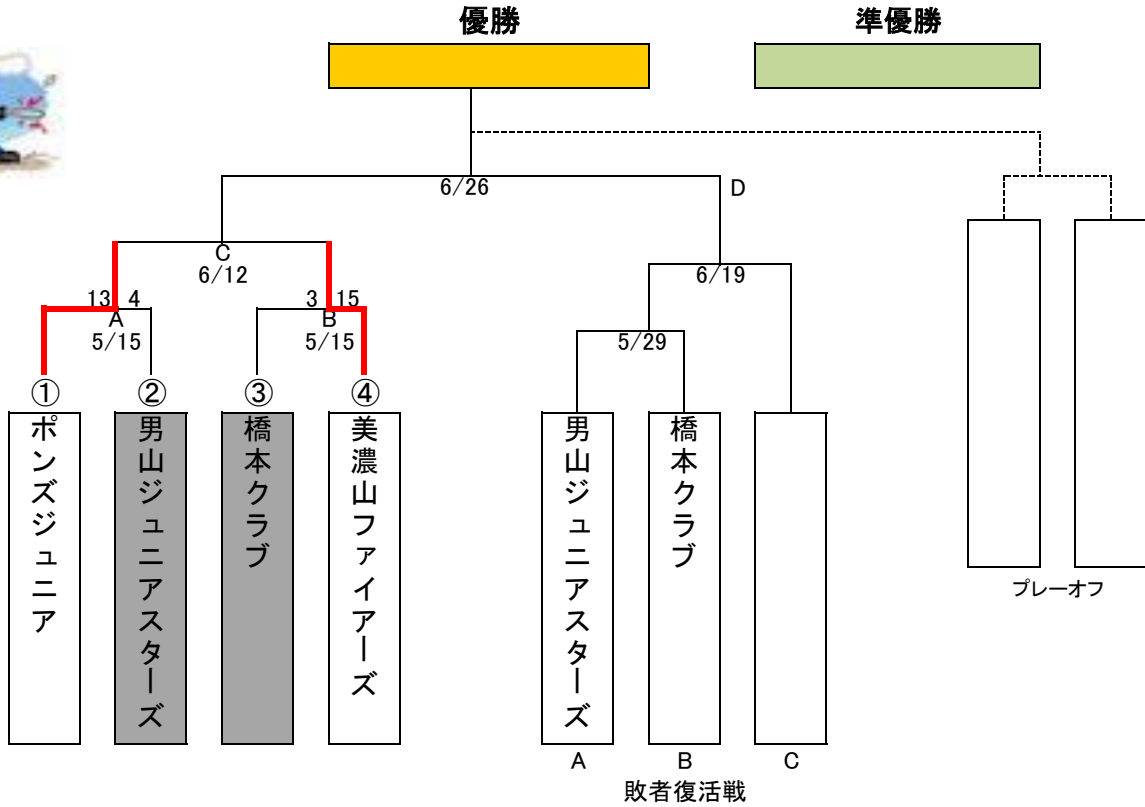 優勝
準優勝
6/26
D
C
6/12
6/19
13 4
3 15
A
B
5/15
5/15
5/29
①
②
③
④
ポンズジュニア
男山ジュニアスターズ
橋本クラブ
美濃山ファイアーズ
男山ジュニアスターズ
橋本クラブ
プレーオフ
A
B
C
敗者復活戦